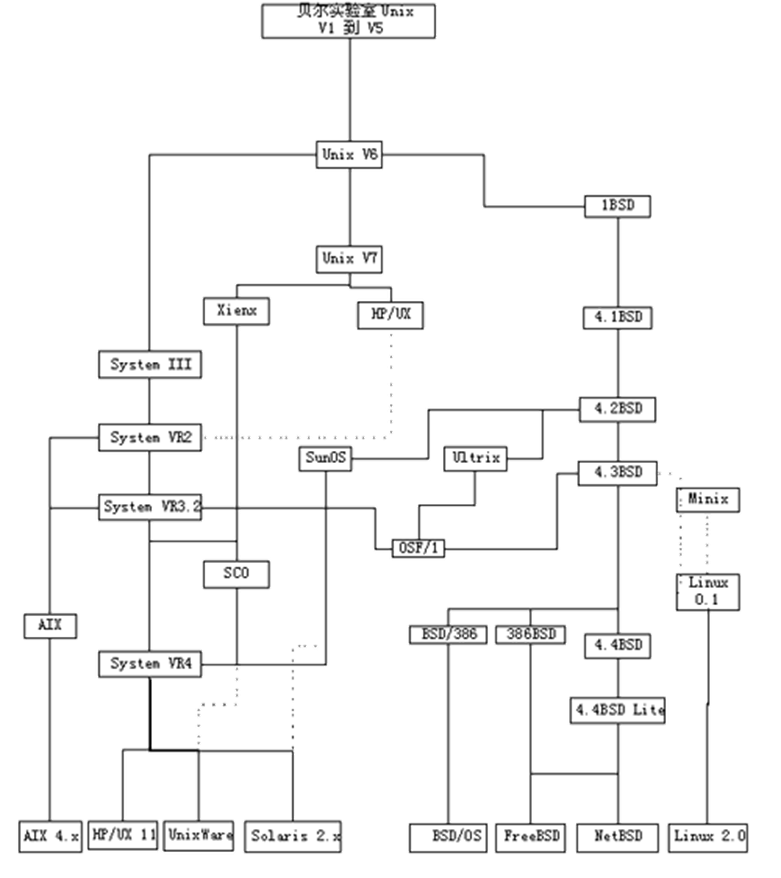 贝尔实验室 Unix
V1 到 V5
Unix V6
1BSD
Unix V7
Xienx
HP/UX
4.1BSD
System III
4.2BSD
System VR2
SunOS
Ultrix
4.3BSD
Minix
System VR3.2
OSF/1
SCO
Linux
0.1
AIX
BSD/386
386BSD
4.4BSD
System VR4
4.4BSD Lite
AIX 4.x
HP/UX 11
UnixWare
Solaris 2.x
BSD/OS
FreeBSD
NetBSD
Linux 2.0